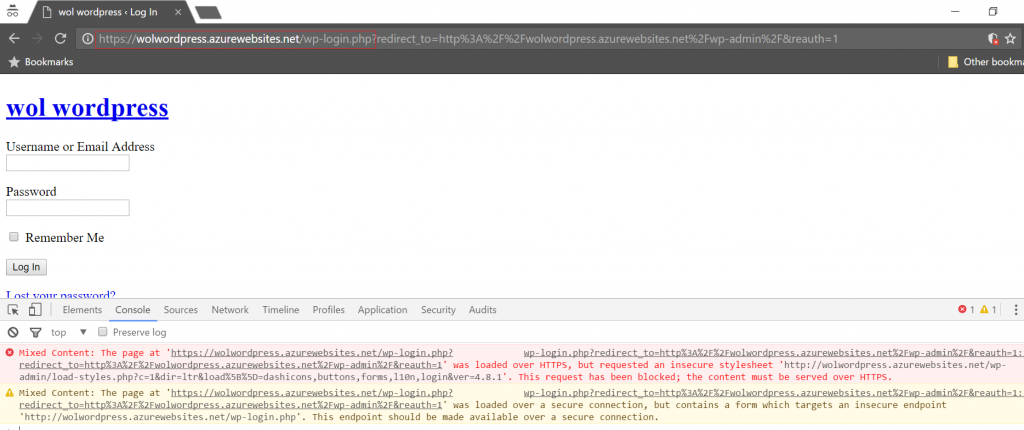 wol wordpress ‹ Log In
https://wolwordpress.azurewebsites.net/wp-login.php?redirect_to=http%3A%2F%2Fwolwordpress.azurewebsites.net%2Fwp-admin%2F&reauth=1
Bookmarks Other bookma
wol wordpress
Username or Email Address
Password
Remember Me
Log In
Lost your password?
Elements Console Sources Network Timeline Profiles Application Security Audits 1 1
top Preserve log
Mixed Content: The page at 'https://wolwordpress.azurewebsites.net/wp-login.php? wp-login.php?redirect_to=http%3A%2F%2Fwolwordpress.azurewebsites.net%2Fwp-admin%2F&reauth=1:
redirect_to=http%3A%2F%2Fwolwordpress.azurewebsites.net%2Fwp-admin%2F&reauth=1' was loaded over HTTPS, but requested an insecure stylesheet 'http://wolwordpress.azurewebsites.net/wp-
admin/load-styles.php?c=1&dir=ltr&load%5B%5D=dashicons,buttons,forms,l10n,login&ver=4.8.1'. This request has been blocked; the content must be served over HTTPS.
Mixed Content: The page at 'https://wolwordpress.azurewebsites.net/wp-login.php? wp-login.php?redirect_to=http%3A%2F%2Fwolwordpress.azurewebsites.net%2Fwp-admin%2F&reauth=1:
redirect_to=http%3A%2F%2Fwolwordpress.azurewebsites.net%2Fwp-admin%2F&reauth=1' was loaded over a secure connection, but contains a form which targets an insecure endpoint
'http://wolwordpress.azurewebsites.net/wp-login.php'. This endpoint should be made available over a secure connection.